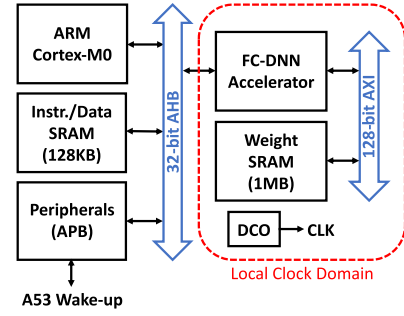 ARM
Cortex-M0
Instr./Data
SRAM
(128KB)
Peripherals
(APB)
A53 Wake-up
32-bit AHB
FC-DNN
Accelerator
Weight
SRAM
(1MB)
128-bit AXI
DCO
CLK
Local Clock Domain